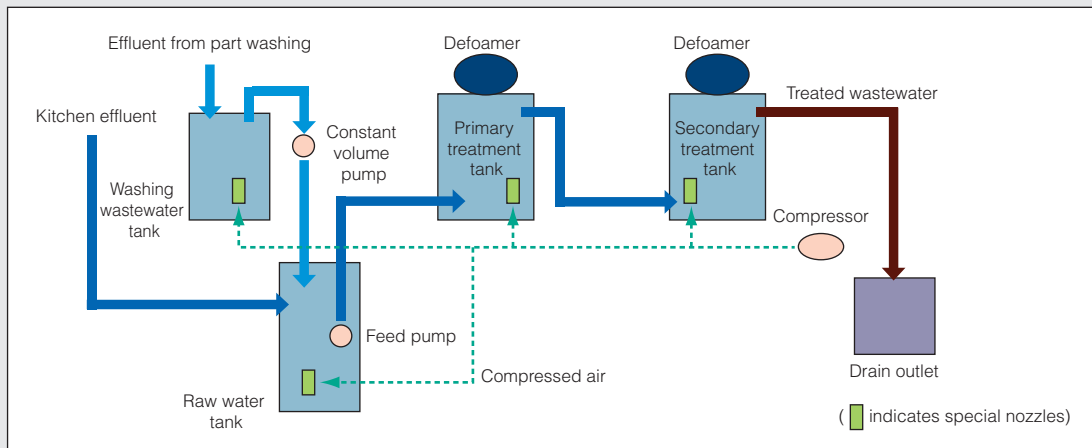 Effluent from part washing
Defoamer
Defoamer
Treated wastewater
Kitchen effluent
Constant
volume
pump
Primary
treatment
tank
Secondary
treatment
tank
Washing
wastewater
tank
Compressor
Feed pump
Compressed air
Raw water
tank
Drain outlet
( indicates special nozzles)